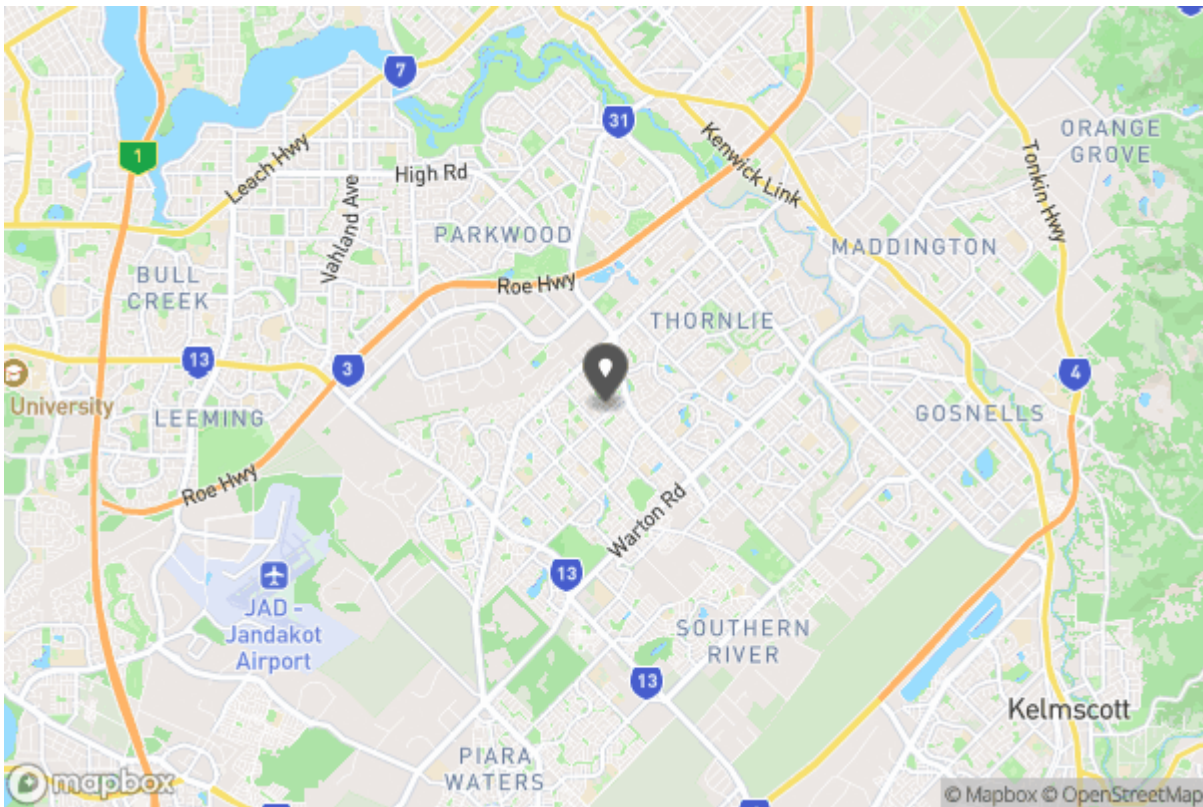 7
31
ORANGE
GROVE
1
Leach Hwy
High Rd
Kenwick Link
Tonkin Hwy
Vahland Ave
PARKWOOD
MADDINGTON
BULL
CREEK
Roe Hwy
THORNLIE
13
3
4
University
LEEMING
GOSNELLS
Roe Hwy
Warton Rd
13
JAD -
Jandakot
Airport
SOUTHERN
RIVER
13
Kelmscott
PIARA
WATERS
mapbox
© Mapbox © OpenStreetMap